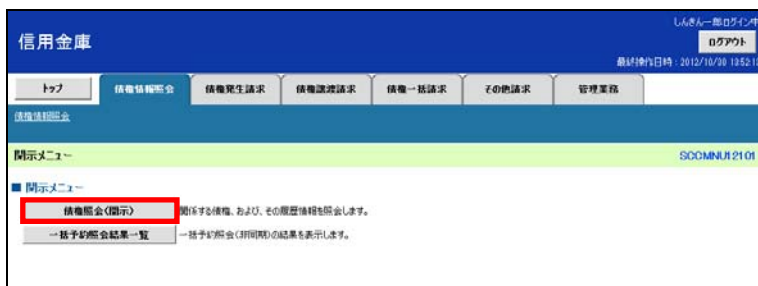 しんきん一郎ログイン中
信用金庫
ログアウト
最終操作日時：2012/10/30 13:52:10
トップ 債権情報照会 債権発生請求 債権譲渡請求 債権一括請求 その他請求 管理業務
債権情報照会
開示メニュー SCCMNU12101
■ 開示メニュー
債権照会(開示) 関係する債権、および、その履歴情報を照会します。
一括予約照会結果一覧 一括予約照会(非同期)の結果を表示します。